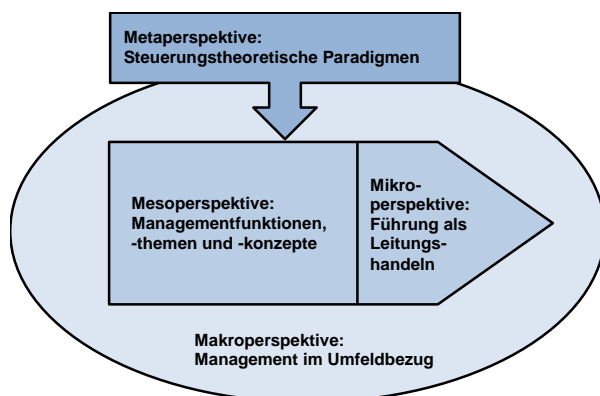 Metaperspektive:
Steuerungstheoretische Paradigmen
Mesoperspektive:
Managementfunktionen,
-themen und -konzepte
Mikro-
perspektive:
Führung als
Leitungs-
handeln
Makroperspektive:
Management im Umfeldbezug